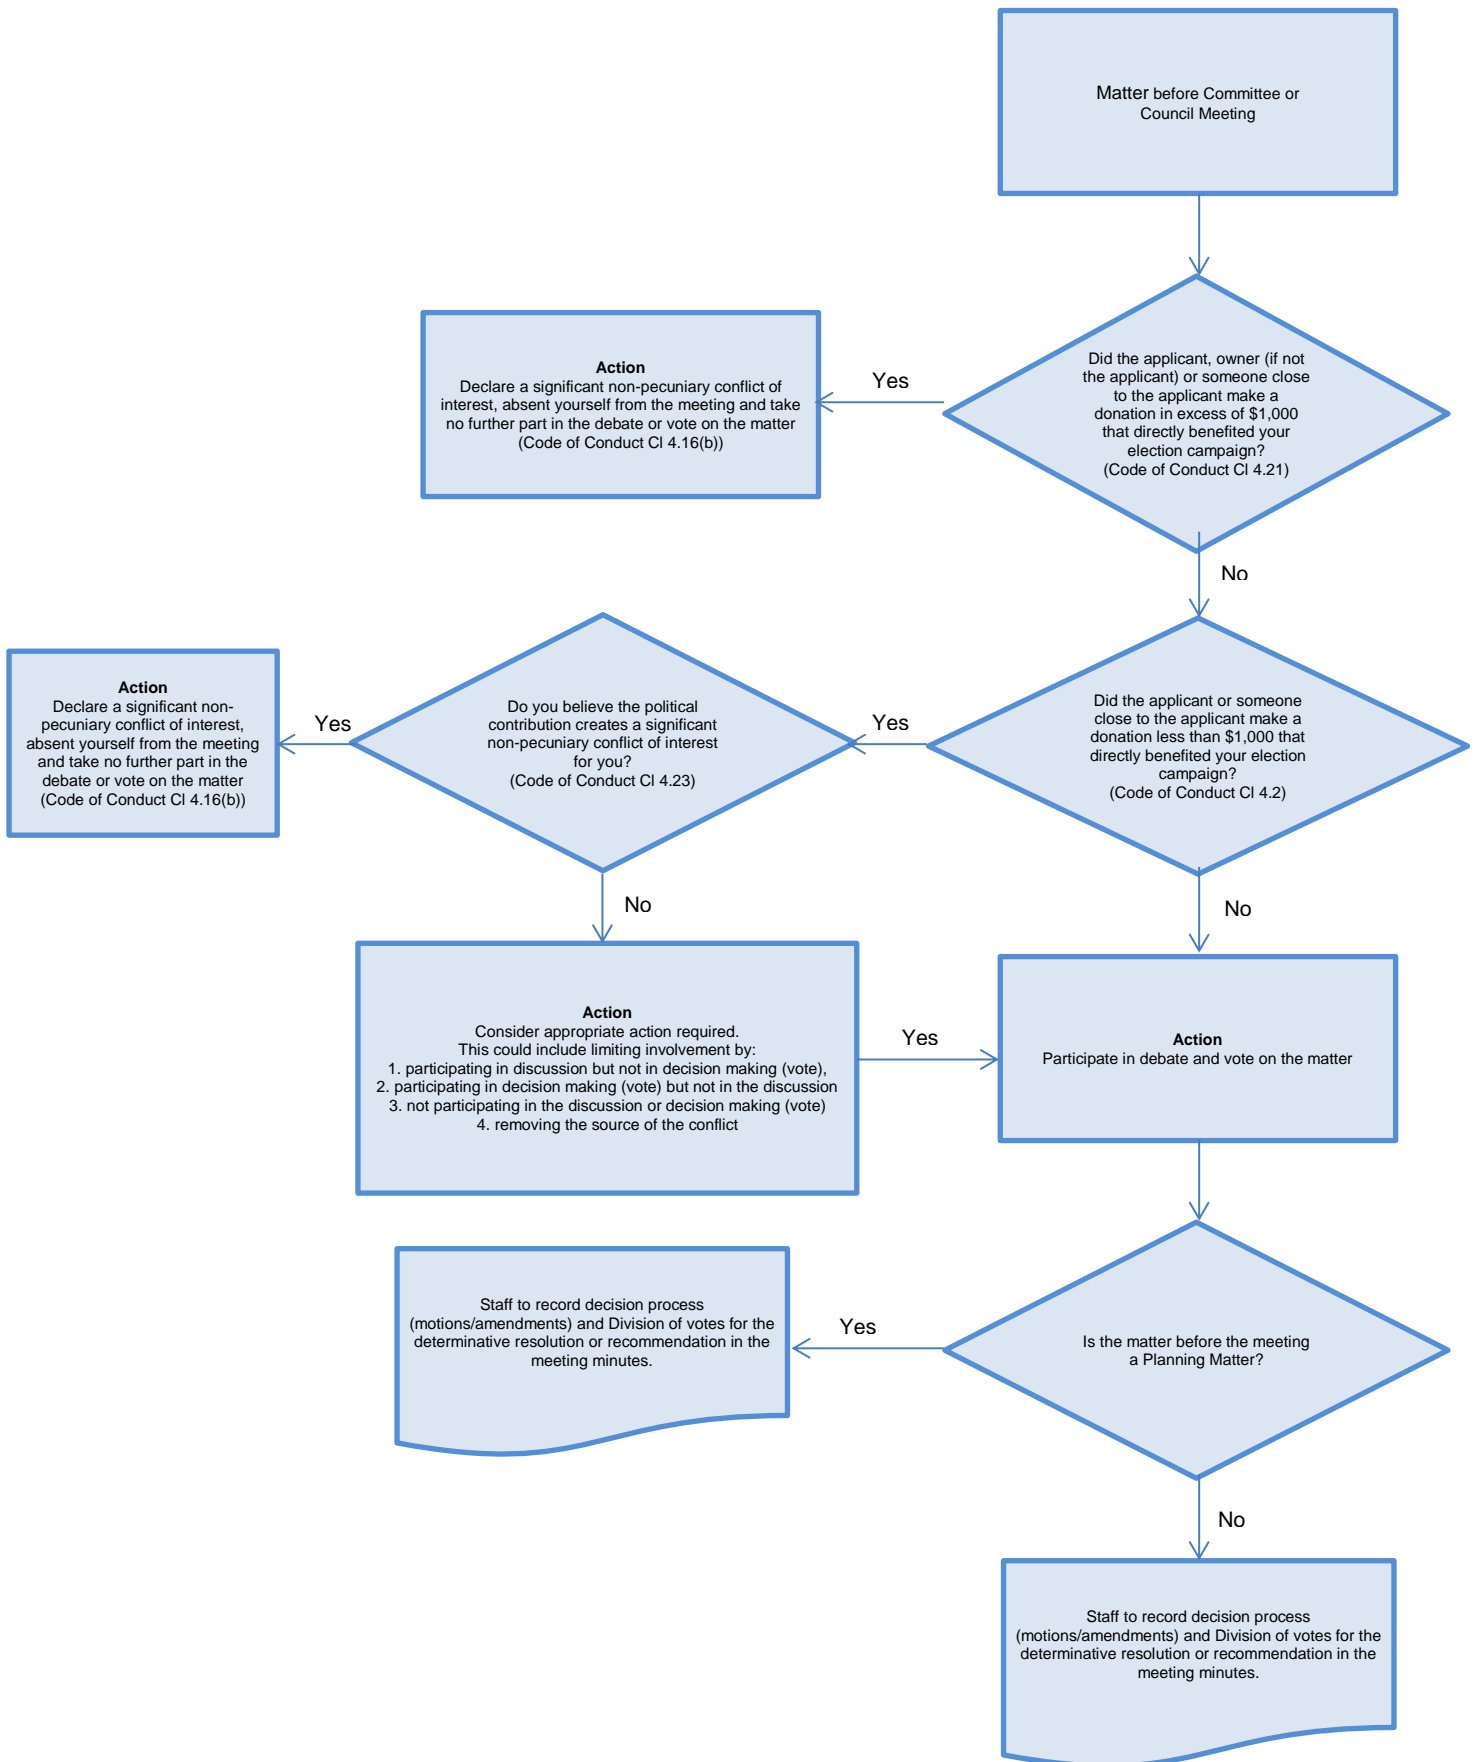 Matter before Committee or
Council Meeting
Did the applicant, owner (if not
the applicant) or someone close
to the applicant make a
donation in excess of $1,000
that directly benefited your
election campaign?
(Code of Conduct Cl 4.21)
Yes
Action
Declare a significant non-pecuniary conflict of
interest, absent yourself from the meeting and take
no further part in the debate or vote on the matter
(Code of Conduct Cl 4.16(b))
No
Did the applicant or someone
close to the applicant make a
donation less than $1,000 that
directly benefited your election
campaign?
(Code of Conduct Cl 4.2)
Yes
Do you believe the political
contribution creates a significant
non-pecuniary conflict of interest
for you?
(Code of Conduct Cl 4.23)
Yes
Action
Declare a significant non-
pecuniary conflict of interest,
absent yourself from the meeting
and take no further part in the
debate or vote on the matter
(Code of Conduct Cl 4.16(b))
No
No
Action
Consider appropriate action required.
This could include limiting involvement by:
1. participating in discussion but not in decision making (vote),
2. participating in decision making (vote) but not in the discussion
3. not participating in the discussion or decision making (vote)
4. removing the source of the conflict
Yes
Action
Participate in debate and vote on the matter
Is the matter before the meeting
a Planning Matter?
Yes
Staff to record decision process
(motions/amendments) and Division of votes for the
determinative resolution or recommendation in the
meeting minutes.
No
Staff to record decision process
(motions/amendments) and Division of votes for the
determinative resolution or recommendation in the
meeting minutes.